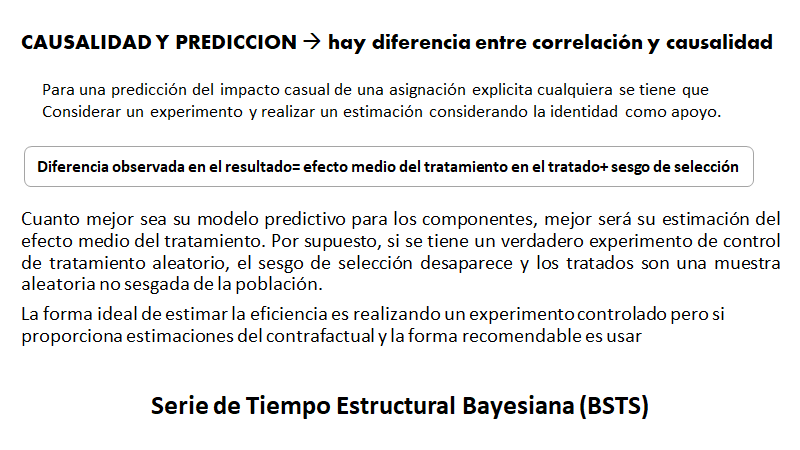 CAUSALIDAD Y PREDICCION → hay diferencia entre correlación y causalidad
Para una predicción del impacto casual de una asignación explicita cualquiera se tiene que
Considerar un experimento y realizar un estimación considerando la identidad como apoyo.
Diferencia observada en el resultado= efecto medio del tratamiento en el tratado+ sesgo de selección
Cuanto mejor sea su modelo predictivo para los componentes, mejor será su estimación del
efecto medio del tratamiento. Por supuesto, si se tiene un verdadero experimento de control
de tratamiento aleatorio, el sesgo de selección desaparece y los tratados son una muestra
aleatoria no sesgada de la población.
La forma ideal de estimar la eficiencia es realizando un experimento controlado pero si
proporciona estimaciones del contrafactual y la forma recomendable es usar
Serie de Tiempo Estructural Bayesiana (BSTS)